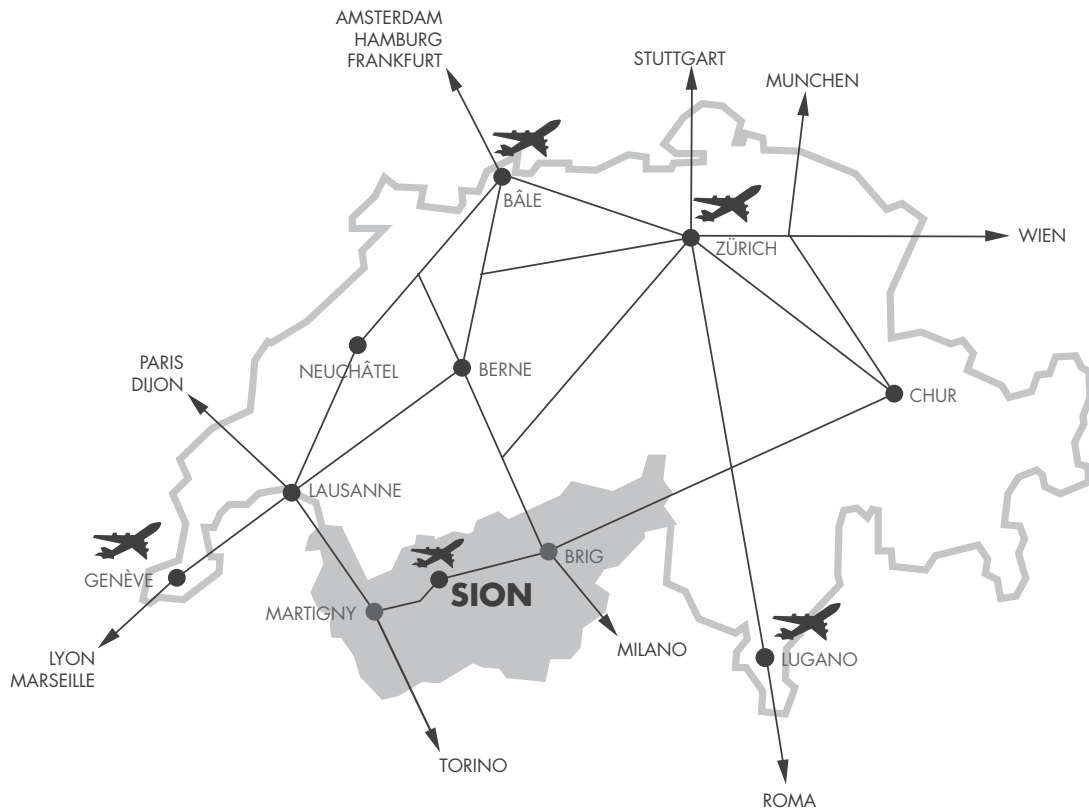 AMSTERDAM
HAMBURG
FRANKFURT
STUTTGART
MUNCHEN
BÂLE
ZÜRICH
WIEN
NEUCHÂTEL
BERNE
PARIS
DIJON
CHUR
LAUSANNE
BRIG
GENÈVE
SION
MARTIGNY
LYON
MARSEILLE
MILANO
LUGANO
TORINO
ROMA